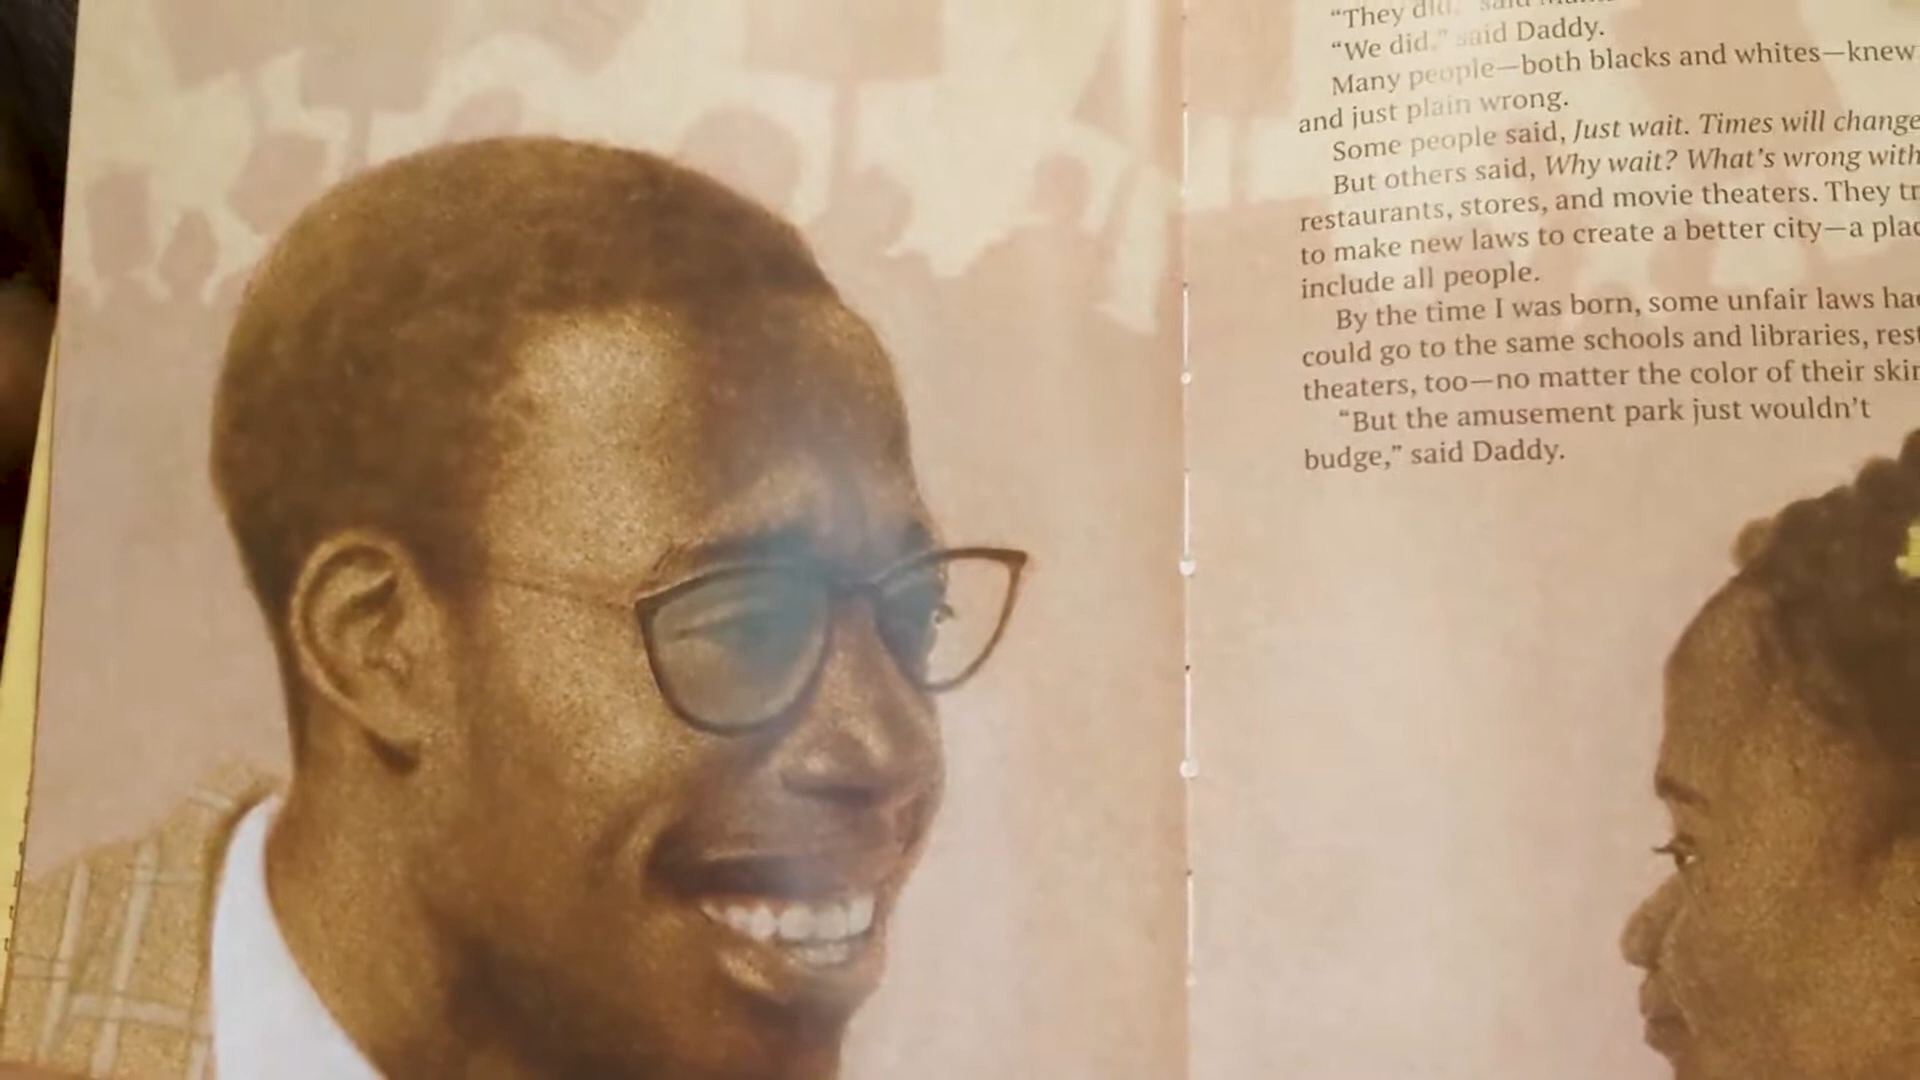 “They did,” said
“We did,” said Daddy.
Many people—both blacks and whites—knew
and just plain wrong.
Some people said, Just wait. Times will change
But others said, Why wait? What’s wrong with
restaurants, stores, and movie theaters. They
to make new laws to create a better city—a
include all people.
By the time I was born, some unfair laws
could go to the same schools and libraries,
theaters, too—no matter the color of their
“But the amusement park just wouldn’t
budge,” said Daddy.